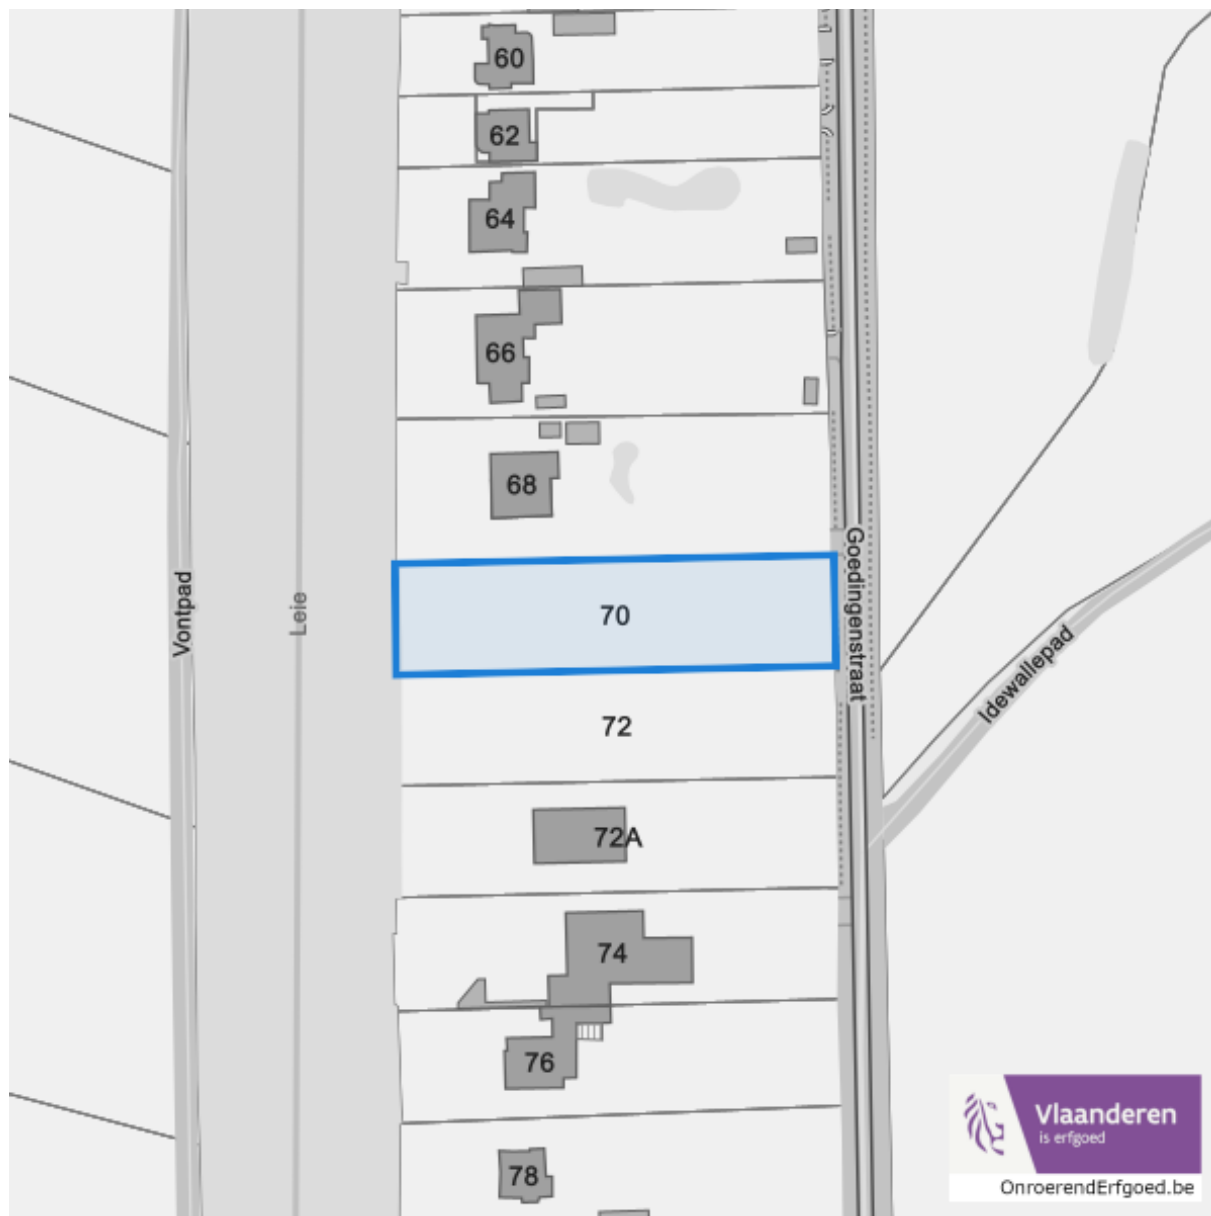 60
62
64
66
68
70
72
72A
74
76
78
Vontpad
Leie
Goedingenstraat
Idewallepad
Vlaanderen
is erfgoed
OnroerendErfgoed.be